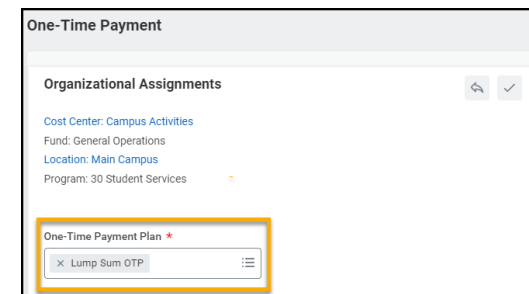 One-Time Payment
Organizational Assignments
Cost Center: Campus Activities
Fund: General Operations
Location: Main Campus
Program: 30 Student Services
One-Time Payment Plan *
× Lump Sum OTP